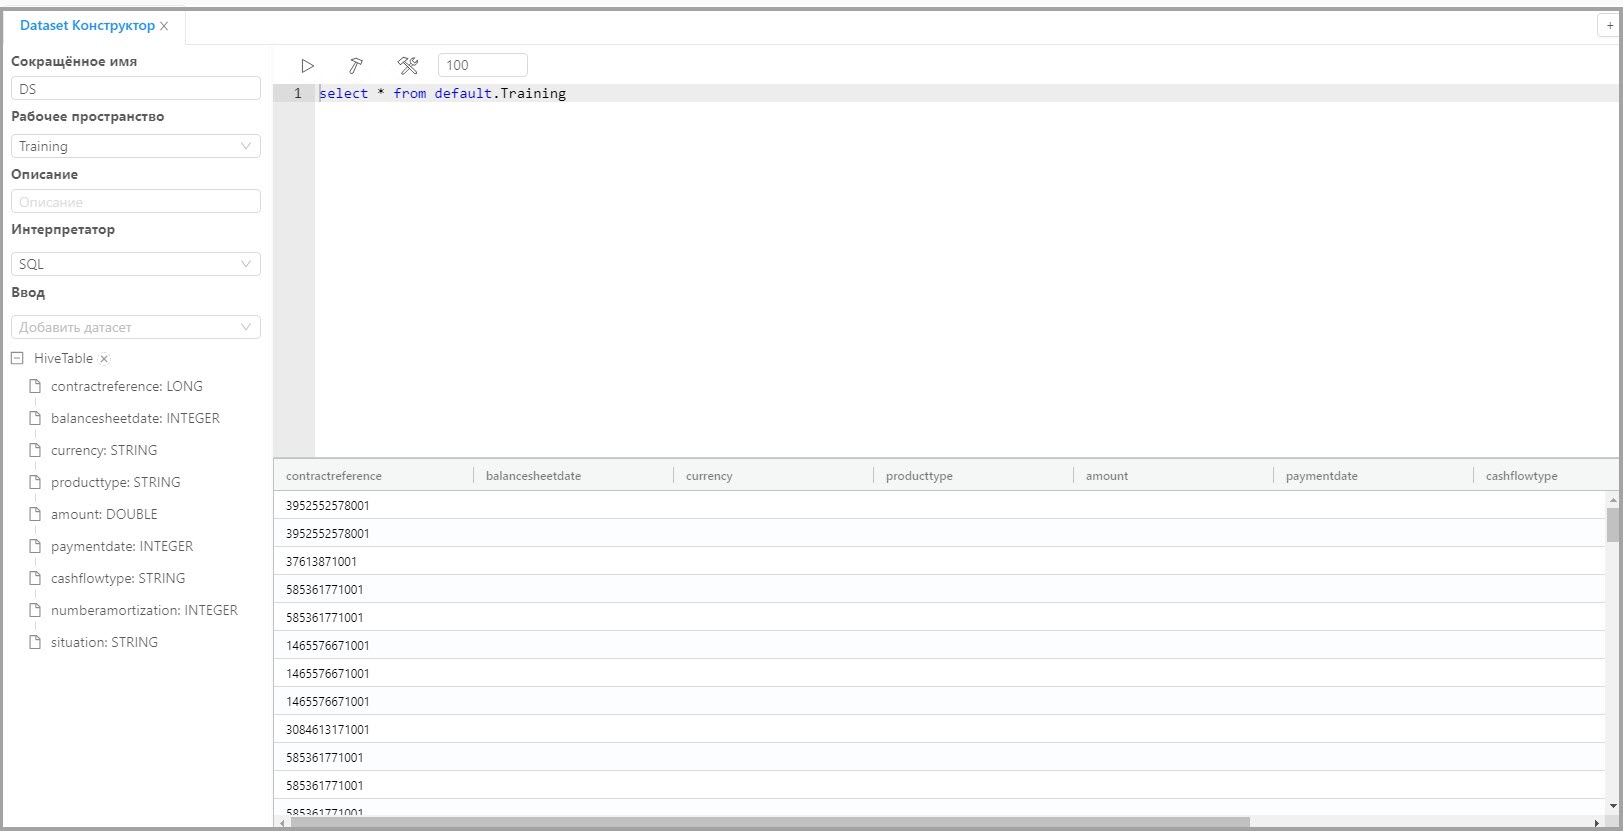 Dataset Конструктор
Сокращённое имя
DS
Рабочее пространство
Training
Описание
Описание
Интерпретатор
SQL
Ввод
Добавить датасет
HiveTable
contractreference: LONG
balancesheetdate: INTEGER
currency: STRING
producttype: STRING
amount: DOUBLE
paymentdate: INTEGER
cashflowtype: STRING
numberamortization: INTEGER
situation: STRING
100
1 select * from default.Training
contractreference balancesheetdate currency producttype amount paymentdate cashflowtype
3952552578001
3952552578001
37613871001
585361771001
585361771001
1465576671001
1465576671001
1465576671001
3084613171001
585361771001
585361771001
585361771001